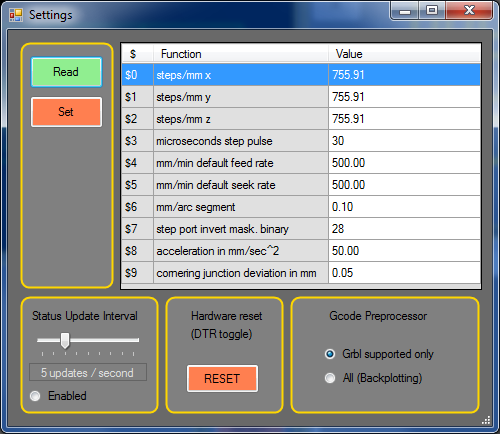 Settings
Read
Set
$ Function Value
$0 steps/mm x 755.91
$1 steps/mm y 755.91
$2 steps/mm z 755.91
$3 microseconds step pulse 30
$4 mm/min default feed rate 500.00
$5 mm/min default seek rate 500.00
$6 mm/arc segment 0.10
$7 step port invert mask. binary 28
$8 acceleration in mm/sec^2 50.00
$9 cornering junction deviation in mm 0.05
Status Update Interval
5 updates / second
Enabled
Hardware reset
(DTR toggle)
RESET
Gcode Preprocessor
Grbl supported only
All (Backplotting)